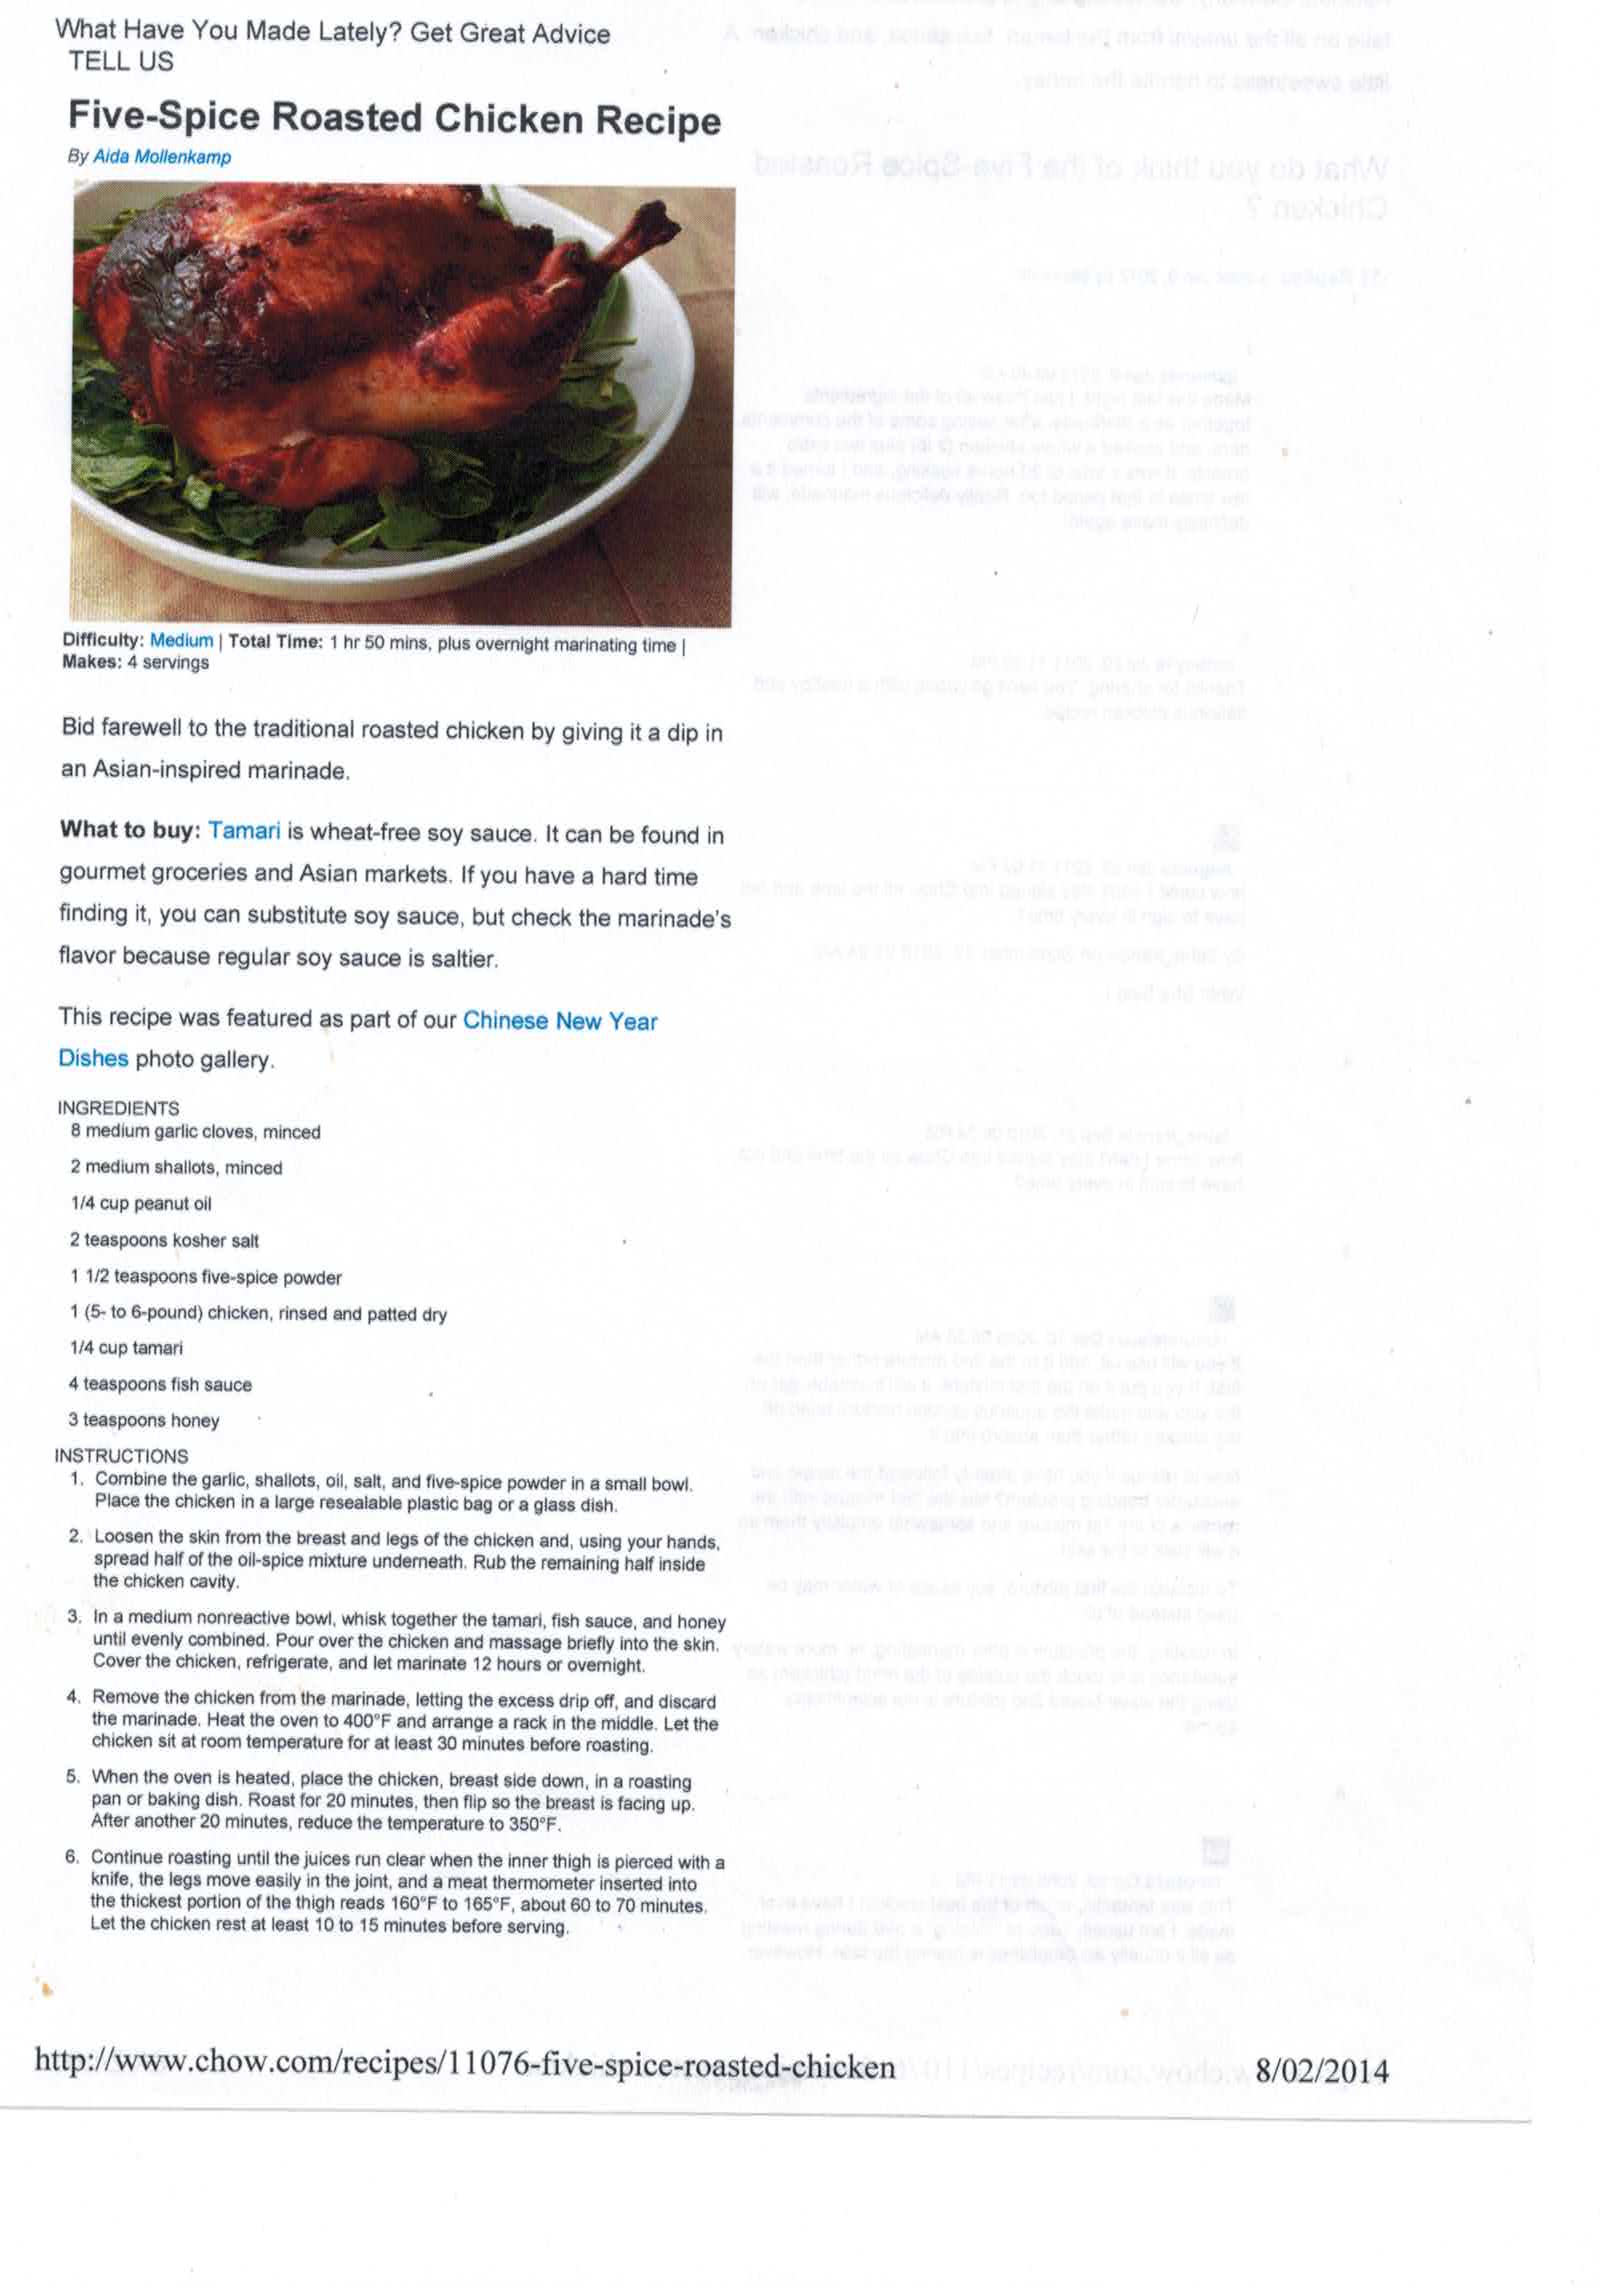 What Have You Made Lately? Get Great Advice
TELL US
Five-Spice Roasted Chicken Recipe
By Aida Mollenkamp
Difficulty: Medium | Total Time: 1 hr 50 mins, plus overnight marinating time |
Makes: 4 servings
Bid farewell to the traditional roasted chicken by giving it a dip in
an Asian-inspired marinade.
What to buy: Tamari is wheat-free soy sauce. It can be found in
gourmet groceries and Asian markets. If you have a hard time
finding it, you can substitute soy sauce, but check the marinade's
flavor because regular soy sauce is saltier.
This recipe was featured as part of our Chinese New Year
Dishes photo gallery.
INGREDIENTS
8 medium garlic cloves, minced
2 medium shallots, minced
1/4 cup peanut oil
2 teaspoons kosher salt
1 1/2 teaspoons five-spice powder
1 (5- to 6-pound) chicken, rinsed and patted dry
1/4 cup tamari
4 teaspoons fish sauce
3 teaspoons honey
INSTRUCTIONS
1. Combine the garlic, shallots, oil, salt, and five-spice powder in a small bowl.
Place the chicken in a large resealable plastic bag or a glass dish.
2. Loosen the skin from the breast and legs of the chicken and, using your hands,
spread half of the oil-spice mixture underneath. Rub the remaining half inside
the chicken cavity.
3. In a medium nonreactive bowl, whisk together the tamari, fish sauce, and honey
until evenly combined. Pour over the chicken and massage briefly into the skin.
Cover the chicken, refrigerate, and let marinate 12 hours or overnight.
4. Remove the chicken from the marinade, letting the excess drip off, and discard
the marinade. Heat the oven to 400°F and arrange a rack in the middle. Let the
chicken sit at room temperature for at least 30 minutes before roasting.
5. When the oven is heated, place the chicken, breast side down, in a roasting
pan or baking dish. Roast for 20 minutes, then flip so the breast is facing up.
After another 20 minutes, reduce the temperature to 350°F.
6. Continue roasting until the juices run clear when the inner thigh is pierced with a
knife, the legs move easily in the joint, and a meat thermometer inserted into
the thickest portion of the thigh reads 160°F to 165°F, about 60 to 70 minutes.
Let the chicken rest at least 10 to 15 minutes before serving.
http://www.chow.com/recipes/11076-five-spice-roasted-chicken 8/02/2014